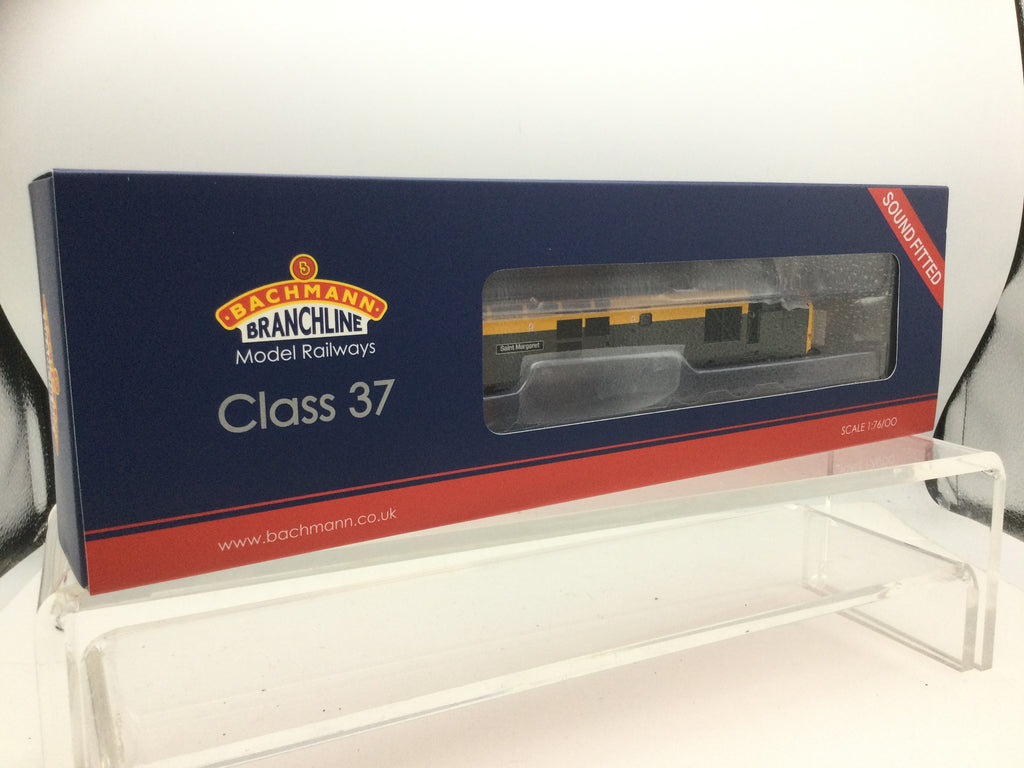 BACHMANN
BRANCHLINE
Model Railways
Class 37
www.bachmann.co.uk
Saint Margaret
SOUND FITTED
SCALE 1:76/OO